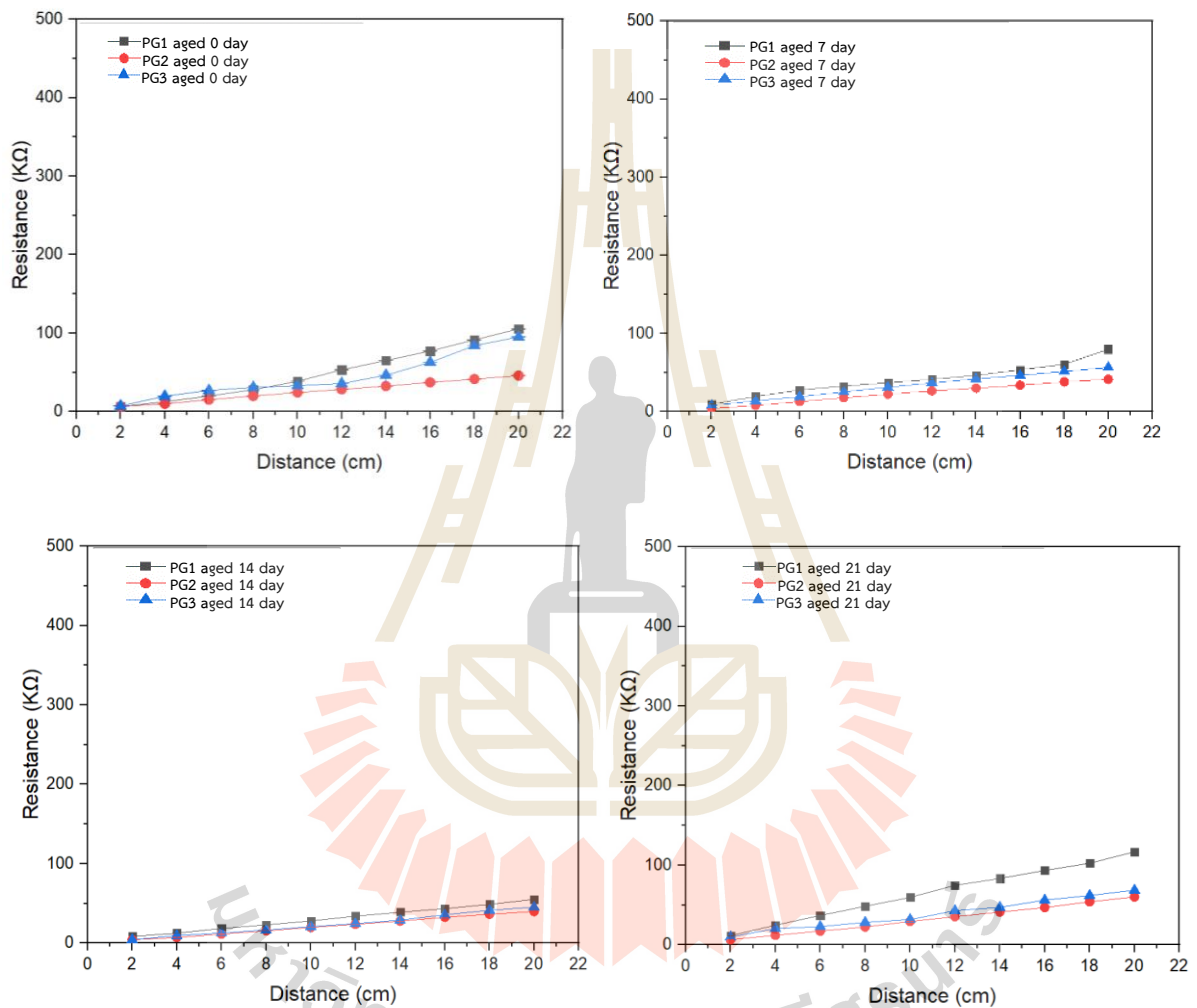 500
400
300
200
100
0
Resistance (KΩ)
PG1 aged 0 day
PG2 aged 0 day
PG3 aged 0 day
0 2 4 6 8 10 12 14 16 18 20 22
Distance (cm)
500
400
300
200
100
0
Resistance (KΩ)
PG1 aged 7 day
PG2 aged 7 day
PG3 aged 7 day
0 2 4 6 8 10 12 14 16 18 20 22
Distance (cm)
500
400
300
200
100
0
Resistance (KΩ)
PG1 aged 14 day
PG2 aged 14 day
PG3 aged 14 day
0 2 4 6 8 10 12 14 16 18 20 22
Distance (cm)
500
400
300
200
100
0
Resistance (KΩ)
PG1 aged 21 day
PG2 aged 21 day
PG3 aged 21 day
0 2 4 6 8 10 12 14 16 18 20 22
Distance (cm)